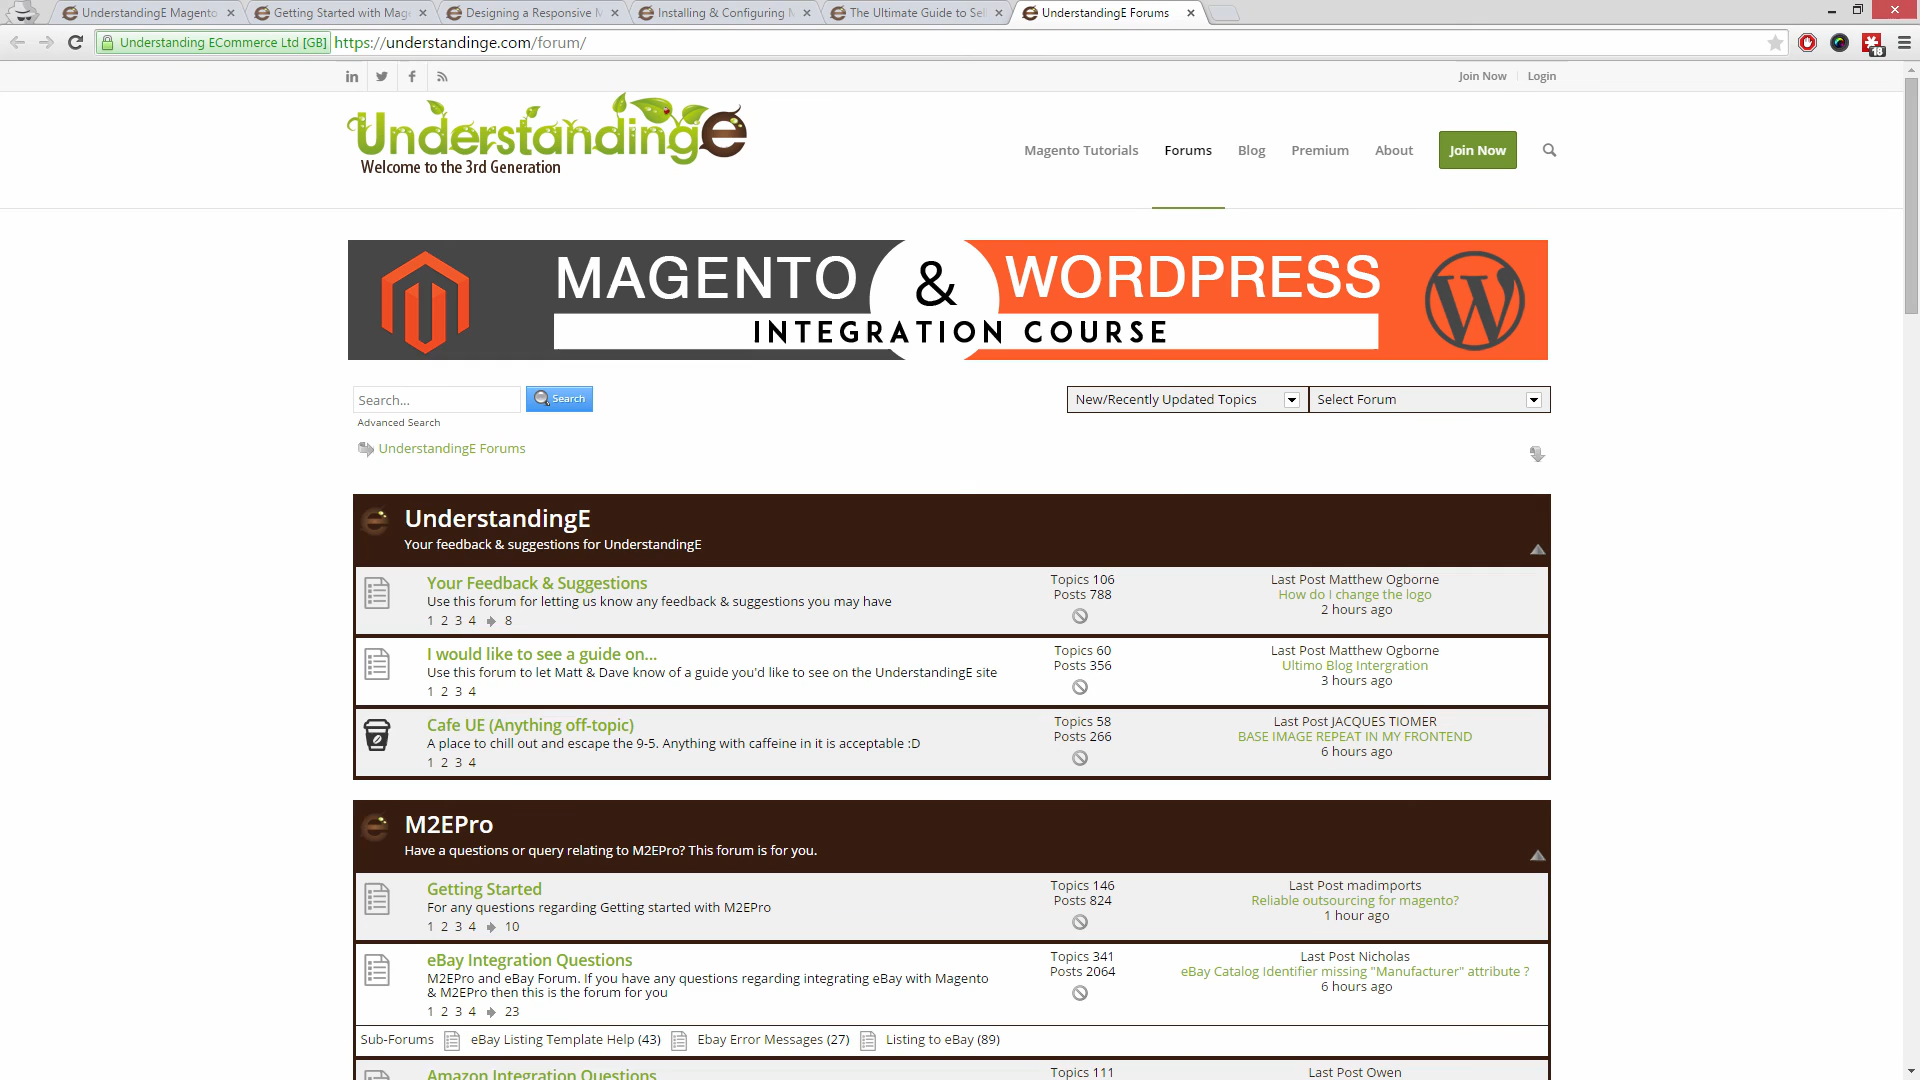 UnderstandingE Magento
Getting Started with Mag
Designing a Responsive M
Installing & Configuring M
The Ultimate Guide to Sel
UnderstandingE Forums
Understanding ECommerce Ltd [GB]
https://understandinge.com/forum/
18
Join Now
Login
UnderstandingE
Welcome to the 3rd Generation
Magento Tutorials
Forums
Blog
Premium
About
Join Now
MAGENTO & WORDPRESS
INTEGRATION COURSE
Search...
Search
New/Recently Updated Topics
Select Forum
Advanced Search
UnderstandingE Forums
UnderstandingE
Your feedback & suggestions for UnderstandingE
Your Feedback & Suggestions
Use this forum for letting us know any feedback & suggestions you may have
1 2 3 4 8
Topics 106
Posts 788
Last Post Matthew Ogborne
How do I change the logo
2 hours ago
I would like to see a guide on...
Use this forum to let Matt & Dave know of a guide you'd like to see on the UnderstandingE site
1 2 3 4
Topics 60
Posts 356
Last Post Matthew Ogborne
Ultimo Blog Intergration
3 hours ago
Cafe UE (Anything off-topic)
A place to chill out and escape the 9-5. Anything with caffeine in it is acceptable :D
1 2 3 4
Topics 58
Posts 266
Last Post JACQUES TIOMER
BASE IMAGE REPEAT IN MY FRONTEND
6 hours ago
M2EPro
Have a questions or query relating to M2EPro? This forum is for you.
Getting Started
For any questions regarding Getting started with M2EPro
1 2 3 4 10
Topics 146
Posts 824
Last Post madimports
Reliable outsourcing for magento?
1 hour ago
eBay Integration Questions
M2EPro and eBay Forum. If you have any questions regarding integrating eBay with Magento
& M2EPro then this is the forum for you
1 2 3 4 23
Topics 341
Posts 2064
Last Post Nicholas
eBay Catalog Identifier missing "Manufacturer" attribute ?
6 hours ago
Sub-Forums
eBay Listing Template Help (43)
Ebay Error Messages (27)
Listing to eBay (89)
Amazon Integration Questions
Topics 111
Last Post Owen